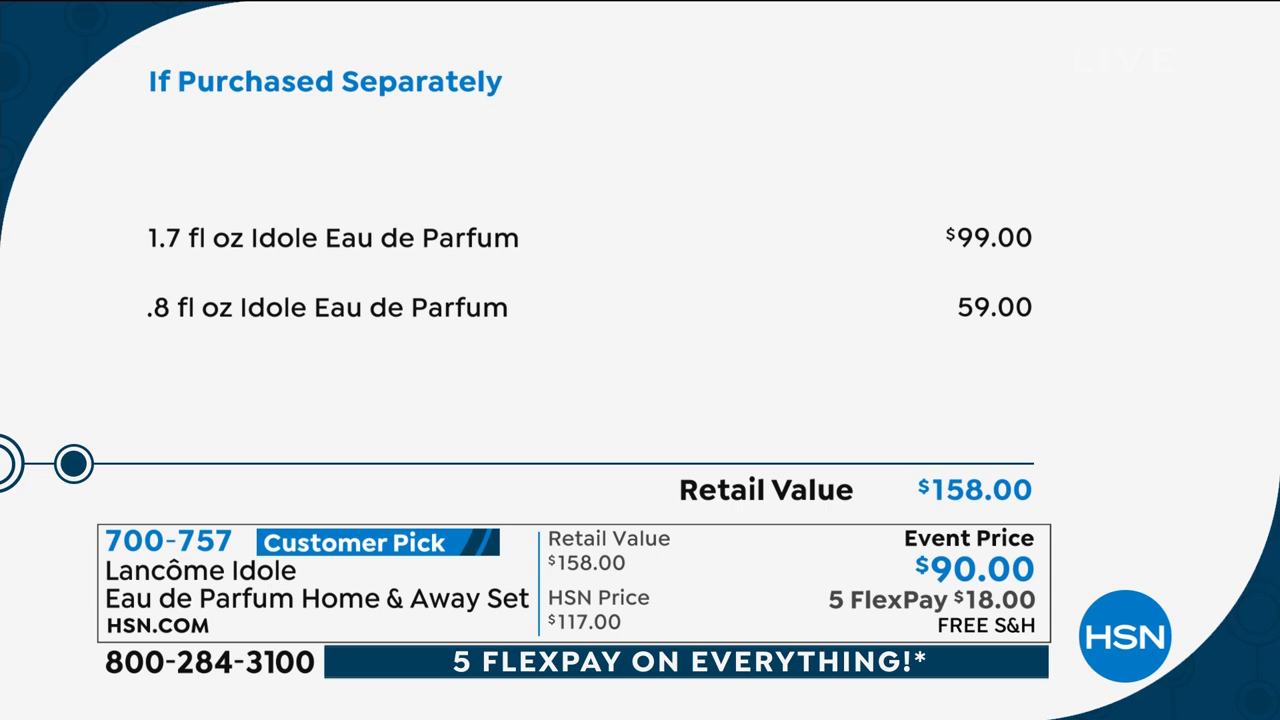 LIVE
If Purchased Separately
1.7 fl oz Idole Eau de Parfum $99.00
.8 fl oz Idole Eau de Parfum 59.00
Retail Value $158.00
700-757 Customer Pick
Lancôme Idole
Eau de Parfum Home & Away Set
HSN.COM
Retail Value
$158.00
HSN Price
$117.00
Event Price
$90.00
5 FlexPay $18.00
FREE S&H
HSN
800-284-3100 5 FLEXPAY ON EVERYTHING!*